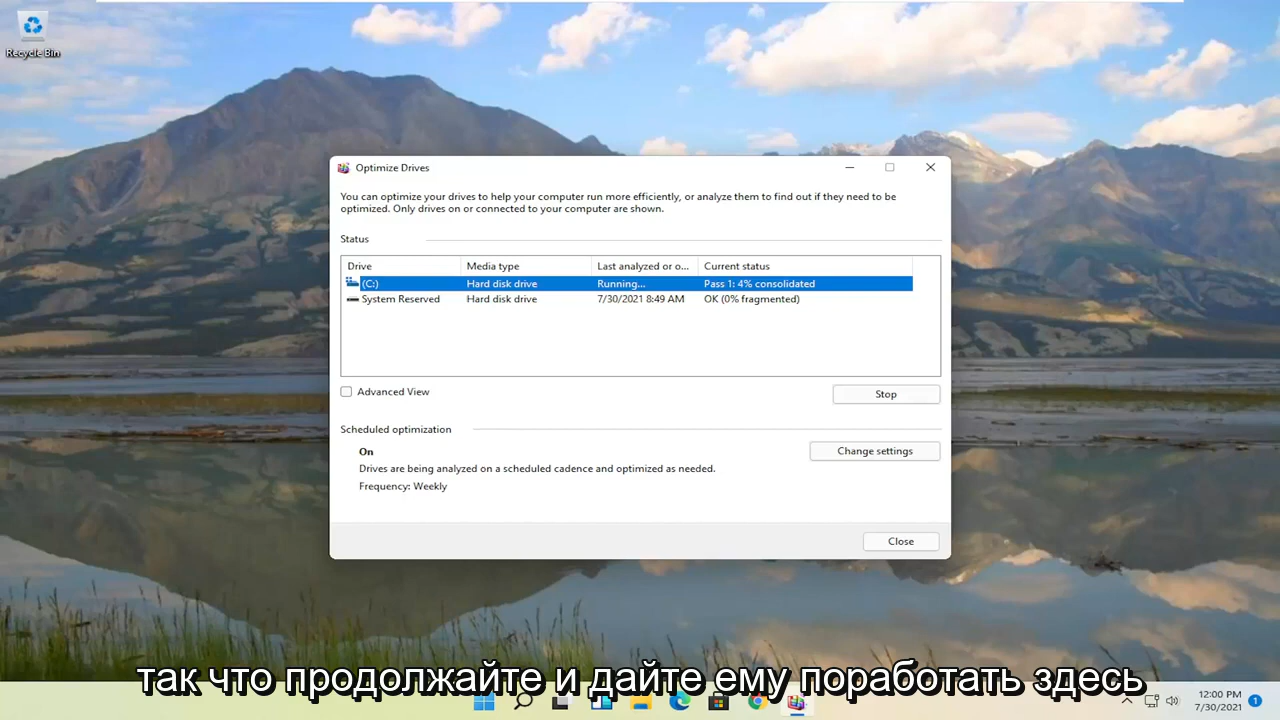 Recycle Bin
Optimize Drives
You can optimize your drives to help your computer run more efficiently, or analyze them to find out if they need to be
optimized. Only drives on or connected to your computer are shown.
Status
Drive Media type Last analyzed or o... Current status
(C:) Hard disk drive Running... Pass 1: 4% consolidated
System Reserved Hard disk drive 7/30/2021 8:49 AM OK (0% fragmented)
Advanced View
Stop
Scheduled optimization
On
Change settings
Drives are being analyzed on a scheduled cadence and optimized as needed.
Frequency: Weekly
Close
так что продолжайте и дайте ему поработать здесь
12:00 PM
7/30/2021
1